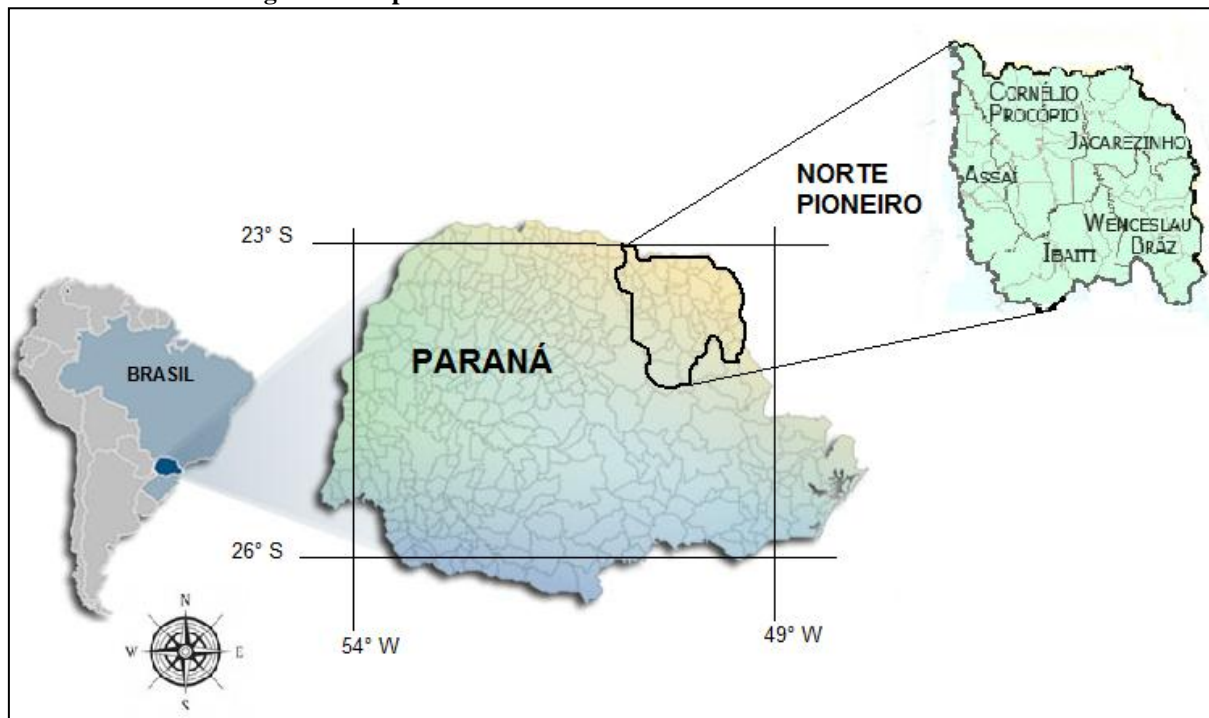 CORNÉLIO
PROCÓPIO
JACAREZINHO
ASSAÍ
WENCESLAU
BRÁZ
IBAITI
NORTE
PIONEIRO
23° S
PARANÁ
BRASIL
26° S
54° W
49° W
N
W
E
S